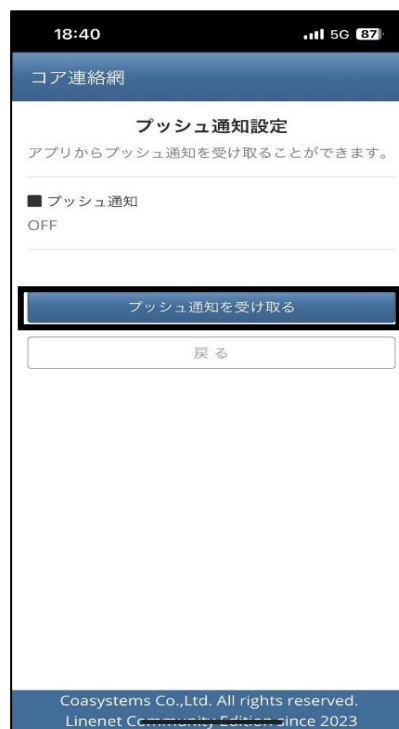 18:40 5G 87
コア連絡網
プッシュ通知設定
アプリからプッシュ通知を受け取ることができます。
■ プッシュ通知
OFF
プッシュ通知を受け取る
戻る
Coasystems Co.,Ltd. All rights reserved.
Linenet Community Edition since 2023